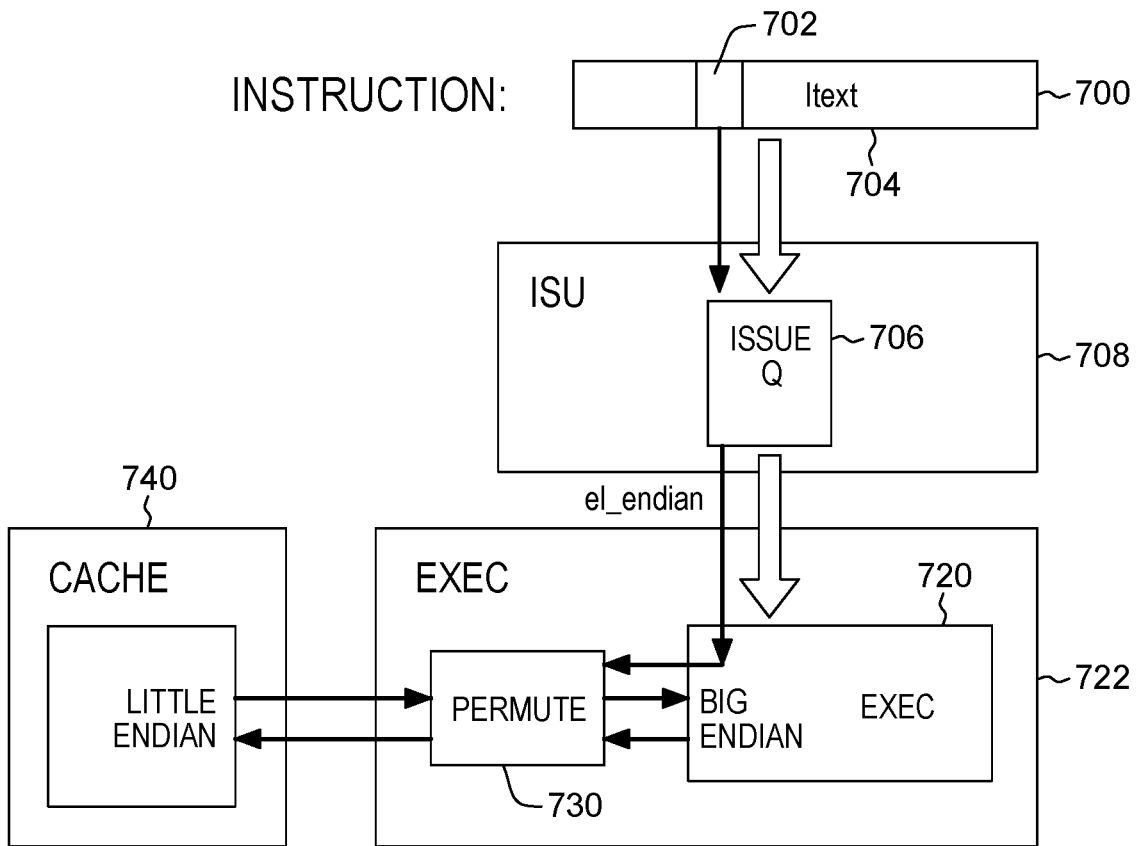 702
INSTRUCTION:
Itext
700
704
ISU
ISSUE
Q
706
708
el_endian
740
CACHE
EXEC
720
LITTLE
ENDIAN
PERMUTE
BIG
ENDIAN
EXEC
722
730